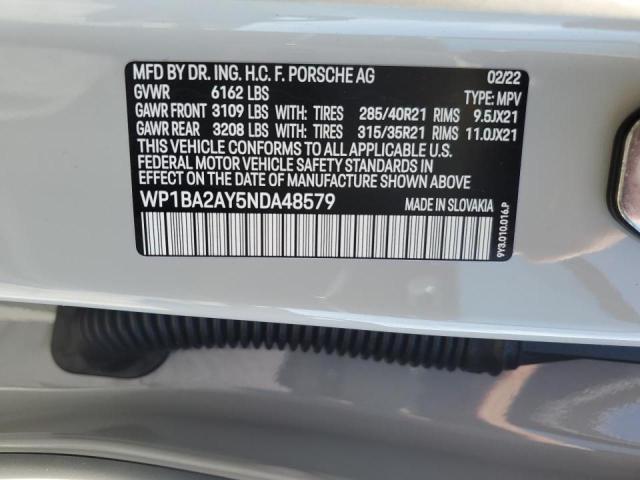 MFD BY DR. ING. H.C. F. PORSCHE AG 02/22
GVWR 6162 LBS TYPE: MPV
GAWR FRONT 3109 LBS WITH: TIRES 285/40R21 RIMS 9.5JX21
GAWR REAR 3208 LBS WITH: TIRES 315/35R21 RIMS 11.0JX21
THIS VEHICLE CONFORMS TO ALL APPLICABLE U.S.
FEDERAL MOTOR VEHICLE SAFETY STANDARDS IN
EFFECT ON THE DATE OF MANUFACTURE SHOWN ABOVE.
WP1BA2AY5NDA48579 MADE IN SLOVAKIA
9Y3.010.016.P